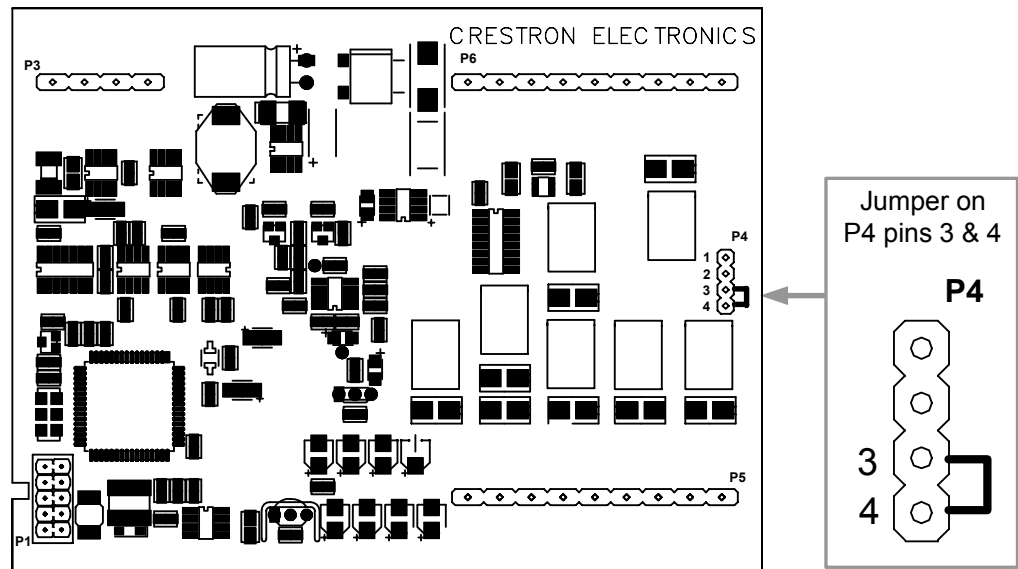 CRESTRON ELECTRONICS
P3
P6
P4
1
2
3
4
P5
P1
Jumper on
P4 pins 3 & 4
P4
3
4